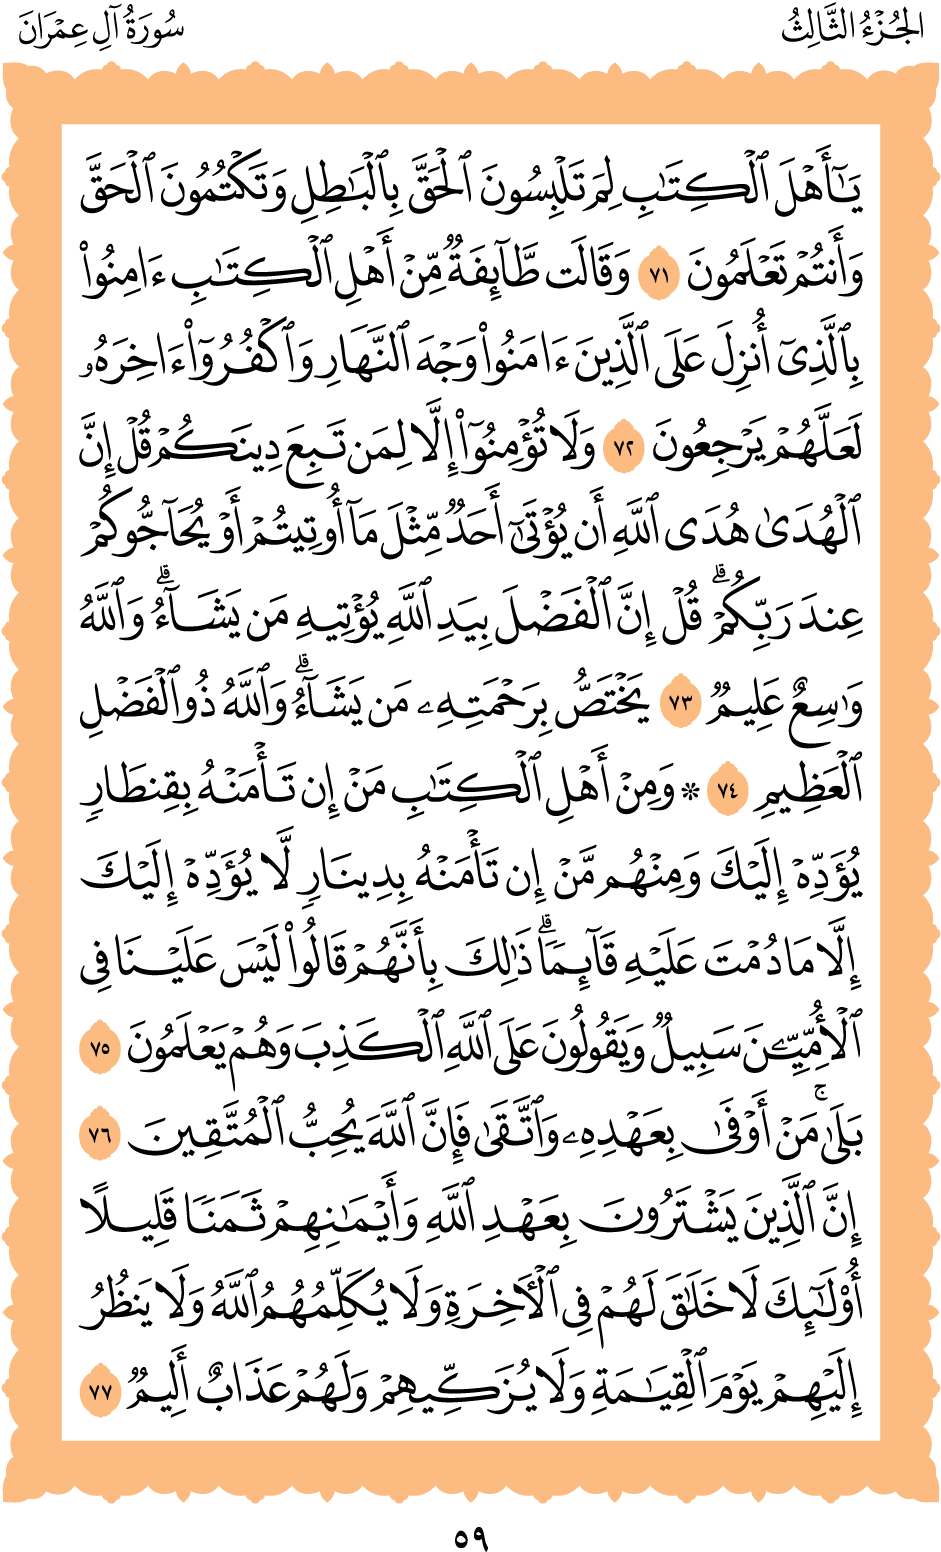 الجُزْءُ الثَّالِثُ
سُورَةُ آلِ عِمْرَانَ
يَٰٓأَهْلَ ٱلْكِتَٰبِ لِمَ تَلْبِسُونَ ٱلْحَقَّ بِٱلْبَٰطِلِ وَتَكْتُمُونَ ٱلْحَقَّ
وَأَنتُمْ تَعْلَمُونَ ٧١ وَقَالَت طَّآئِفَةٌ مِّنْ أَهْلِ ٱلْكِتَٰبِ ءَامِنُوا۟
بِٱلَّذِىٓ أُنزِلَ عَلَى ٱلَّذِينَ ءَامَنُوا۟ وَجْهَ ٱلنَّهَارِ وَٱكْفُرُوٓا۟ ءَاخِرَهُۥ
لَعَلَّهُمْ يَرْجِعُونَ ٧٢ وَلَا تُؤْمِنُوٓا۟ إِلَّا لِمَن تَبِعَ دِينَكُمْ قُلْ إِنَّ
ٱلْهُدَىٰ هُدَى ٱللَّهِ أَن يُؤْتَىٰٓ أَحَدٌ مِّثْلَ مَآ أُوتِيتُمْ أَوْ يُحَآجُّوكُمْ
عِندَ رَبِّكُمْ ۗ قُلْ إِنَّ ٱلْفَضْلَ بِيَدِ ٱللَّهِ يُؤْتِيهِ مَن يَشَآءُ ۗ وَٱللَّهُ
وَٰسِعٌ عَلِيمٌ ٧٣ يَخْتَصُّ بِرَحْمَتِهِۦ مَن يَشَآءُ ۗ وَٱللَّهُ ذُو ٱلْفَضْلِ
ٱلْعَظِيمِ ٧٤ ۞ وَمِنْ أَهْلِ ٱلْكِتَٰبِ مَنْ إِن تَأْمَنْهُ بِقِنطَارٍ
يُؤَدِّهِۦٓ إِلَيْكَ وَمِنْهُم مَّنْ إِن تَأْمَنْهُ بِدِينَارٍ لَّا يُؤَدِّهِۦٓ إِلَيْكَ
إِلَّا مَا دُمْتَ عَلَيْهِ قَآئِمًا ۗ ذَٰلِكَ بِأَنَّهُمْ قَالُوا۟ لَيْسَ عَلَيْنَا فِى
ٱلْأُمِّيِّۦنَ سَبِيلٌ وَيَقُولُونَ عَلَى ٱللَّهِ ٱلْكَذِبَ وَهُمْ يَعْلَمُونَ ٧٥
بَلَىٰ ۚ مَنْ أَوْفَىٰ بِعَهْدِهِۦ وَٱتَّقَىٰ فَإِنَّ ٱللَّهَ يُحِبُّ ٱلْمُتَّقِينَ ٧٦
إِنَّ ٱلَّذِينَ يَشْتَرُونَ بِعَهْدِ ٱللَّهِ وَأَيْمَٰنِهِمْ ثَمَنًا قَلِيلًا
أُو۟لَٰٓئِكَ لَا خَلَٰقَ لَهُمْ فِى ٱلْءَاخِرَةِ وَلَا يُكَلِّمُهُمُ ٱللَّهُ وَلَا يَنظُرُ
إِلَيْهِمْ يَوْمَ ٱلْقِيَٰمَةِ وَلَا يُزَكِّيهِمْ وَلَهُمْ عَذَابٌ أَلِيمٌ ٧٧
٥٩